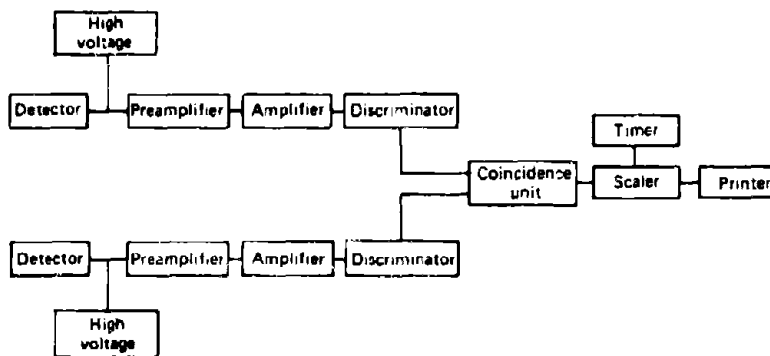 High
voltage
Detector
Preamplifier
Amplifier
Discriminator
Timer
Coincidence
unit
Scaler
Printer
Detector
Preamplifier
Amplifier
Discriminator
High
voltage